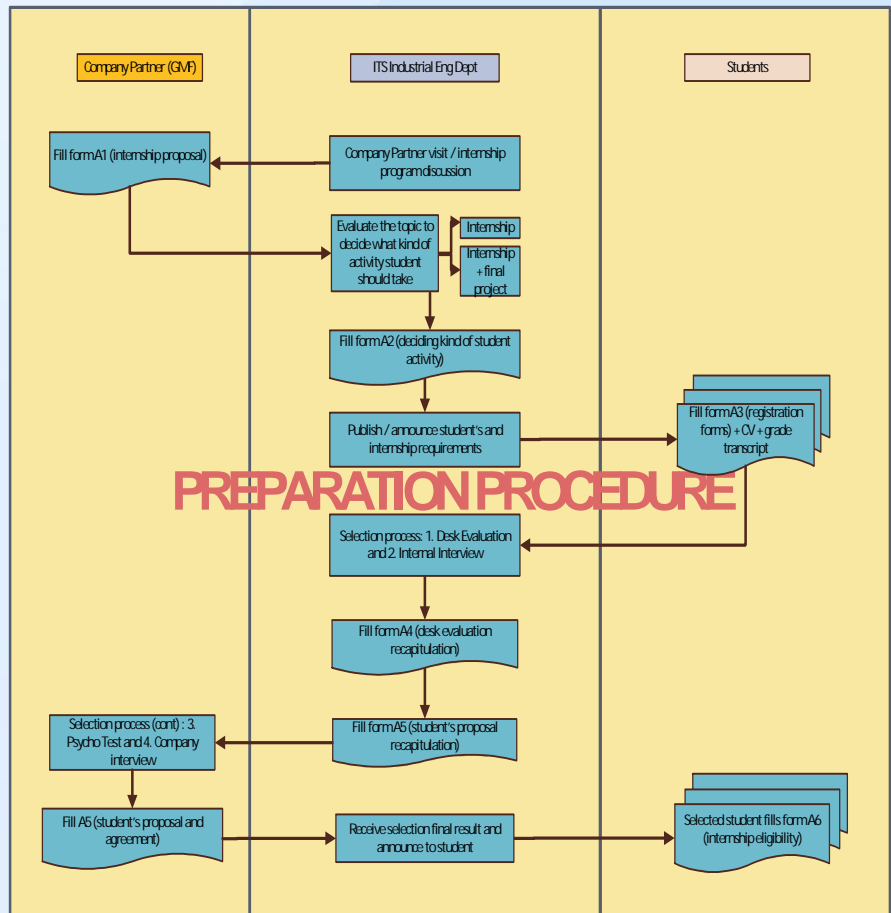 Company Partner (GMF)
ITS Industrial Eng Dept
Students
Fill form A1 (internship proposal)
Company Partner visit / internship
program discussion
Evaluate the topic to
decide what kind of
activity student
should take
Internship
Internship
+ final
project
Fill form A2 (deciding kind of student
activity)
Publish / announce student's and
internship requirements
Fill form A3 (registration
forms) + CV + grade
transcript
PREPARATION PROCEDURE
Selection process: 1. Desk Evaluation
and 2. Internal Interview
Fill form A4 (desk evaluation
recapitulation)
Fill form A5 (student's proposal
recapitulation)
Selection process (cont) : 3.
Psycho Test and 4. Company
interview
Fill A5 (student's proposal and
agreement)
Receive selection final result and
announce to student
Selected student fills form A6
(internship eligibility)